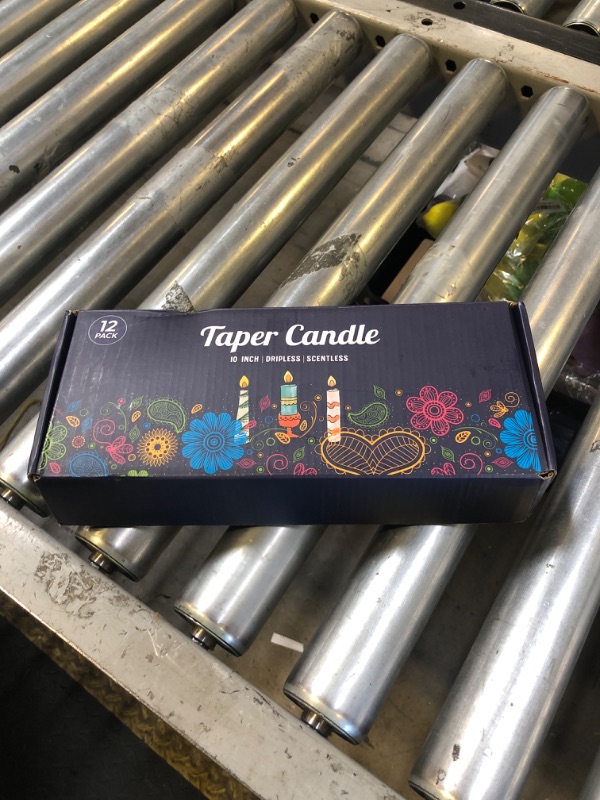 12
PACK
Taper Candle
10 INCH | DRIPLESS | SCENTLESS